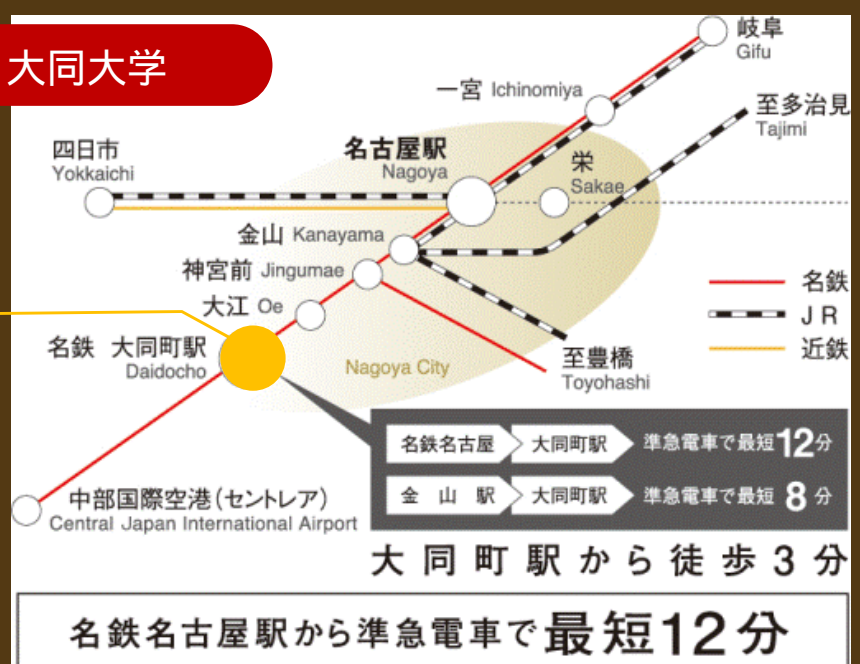 大同大学
岐阜
Gifu
一宮 Ichinomiya
至多治見
Tajimi
四日市
Yokkaichi
名古屋駅
Nagoya
栄
Sakae
金山 Kanayama
神宮前 Jingumae
大江 Oe
名鉄 大同町駅
Daidocho
名鉄
JR
近鉄
Nagoya City
至豊橋
Toyohashi
名鉄名古屋 大同町駅 準急電車で最短12分
金山駅 大同町駅 準急電車で最短8分
中部国際空港(セントレア)
Central Japan International Airport
大同町駅から徒歩3分
名鉄名古屋駅から準急電車で最短12分